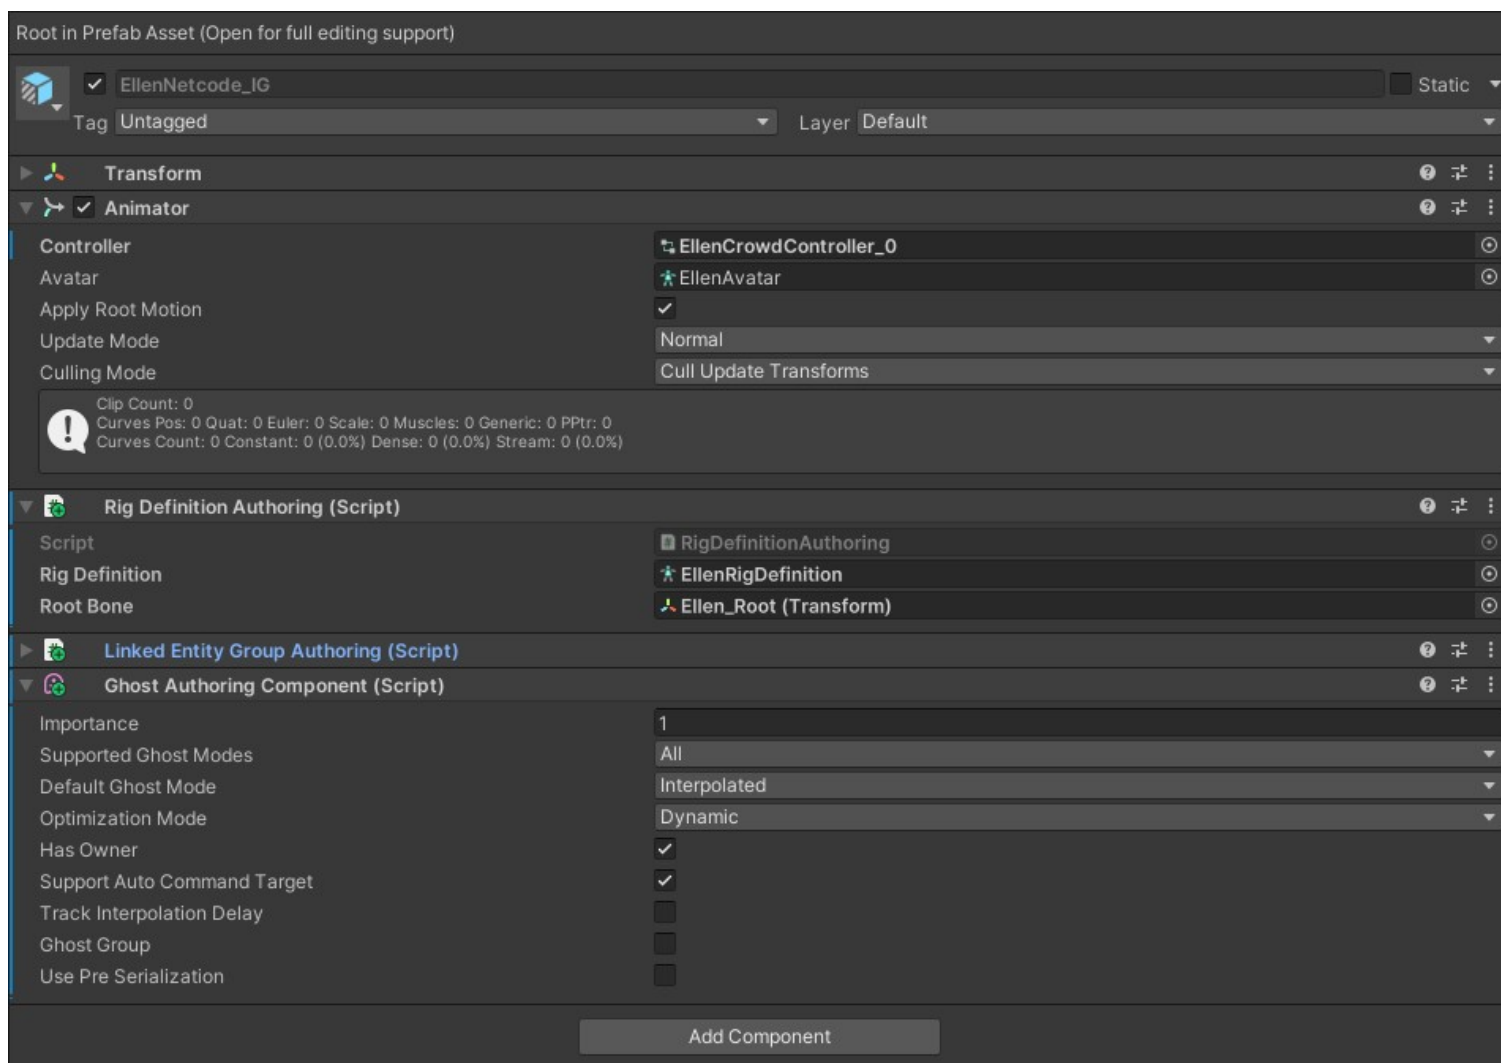 Root in Prefab Asset (Open for full editing support)
EllenNetcode_IG Static
Tag Untagged Layer Default
Transform
Animator
Controller EllenCrowdController_0
Avatar EllenAvatar
Apply Root Motion
Update Mode Normal
Culling Mode Cull Update Transforms
Clip Count: 0
Curves Pos: 0 Quat: 0 Euler: 0 Scale: 0 Muscles: 0 Generic: 0 PPtr: 0
Curves Count: 0 Constant: 0 (0.0%) Dense: 0 (0.0%) Stream: 0 (0.0%)
Rig Definition Authoring (Script)
Script RigDefinitionAuthoring
Rig Definition EllenRigDefinition
Root Bone Ellen_Root (Transform)
Linked Entity Group Authoring (Script)
Ghost Authoring Component (Script)
Importance 1
Supported Ghost Modes All
Default Ghost Mode Interpolated
Optimization Mode Dynamic
Has Owner
Support Auto Command Target
Track Interpolation Delay
Ghost Group
Use Pre Serialization
Add Component